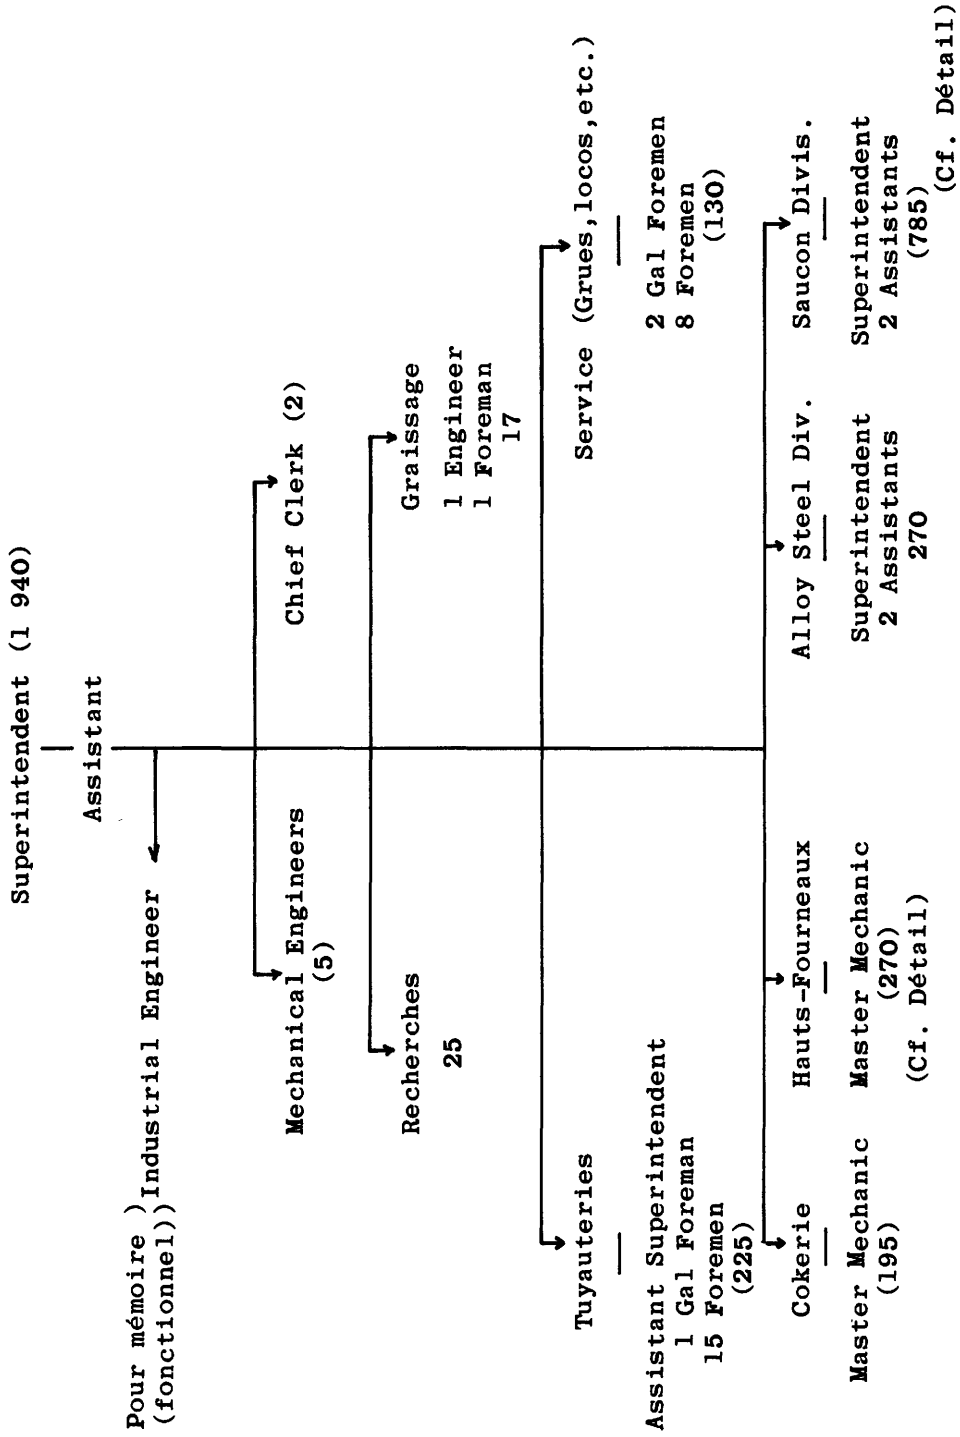 Superintendent (1 940)
Assistant
Pour mémoire )
(fonctionnel)) Industrial Engineer
Mechanical Engineers
(5)
Chief Clerk (2)
Recherches
25
Graissage
1 Engineer
1 Foreman
17
Tuyauteries
Assistant Superintendent
1 Gal Foreman
15 Foremen
(225)
Service (Grues,locos,etc.)
2 Gal Foremen
8 Foremen
(130)
Cokerie
Master Mechanic
(195)
Hauts-Fourneaux
Master Mechanic
(270)
(Cf. Détail)
Alloy Steel Div.
Superintendent
2 Assistants
270
Saucon Divis.
Superintendent
2 Assistants
(785)
(Cf. Détail)